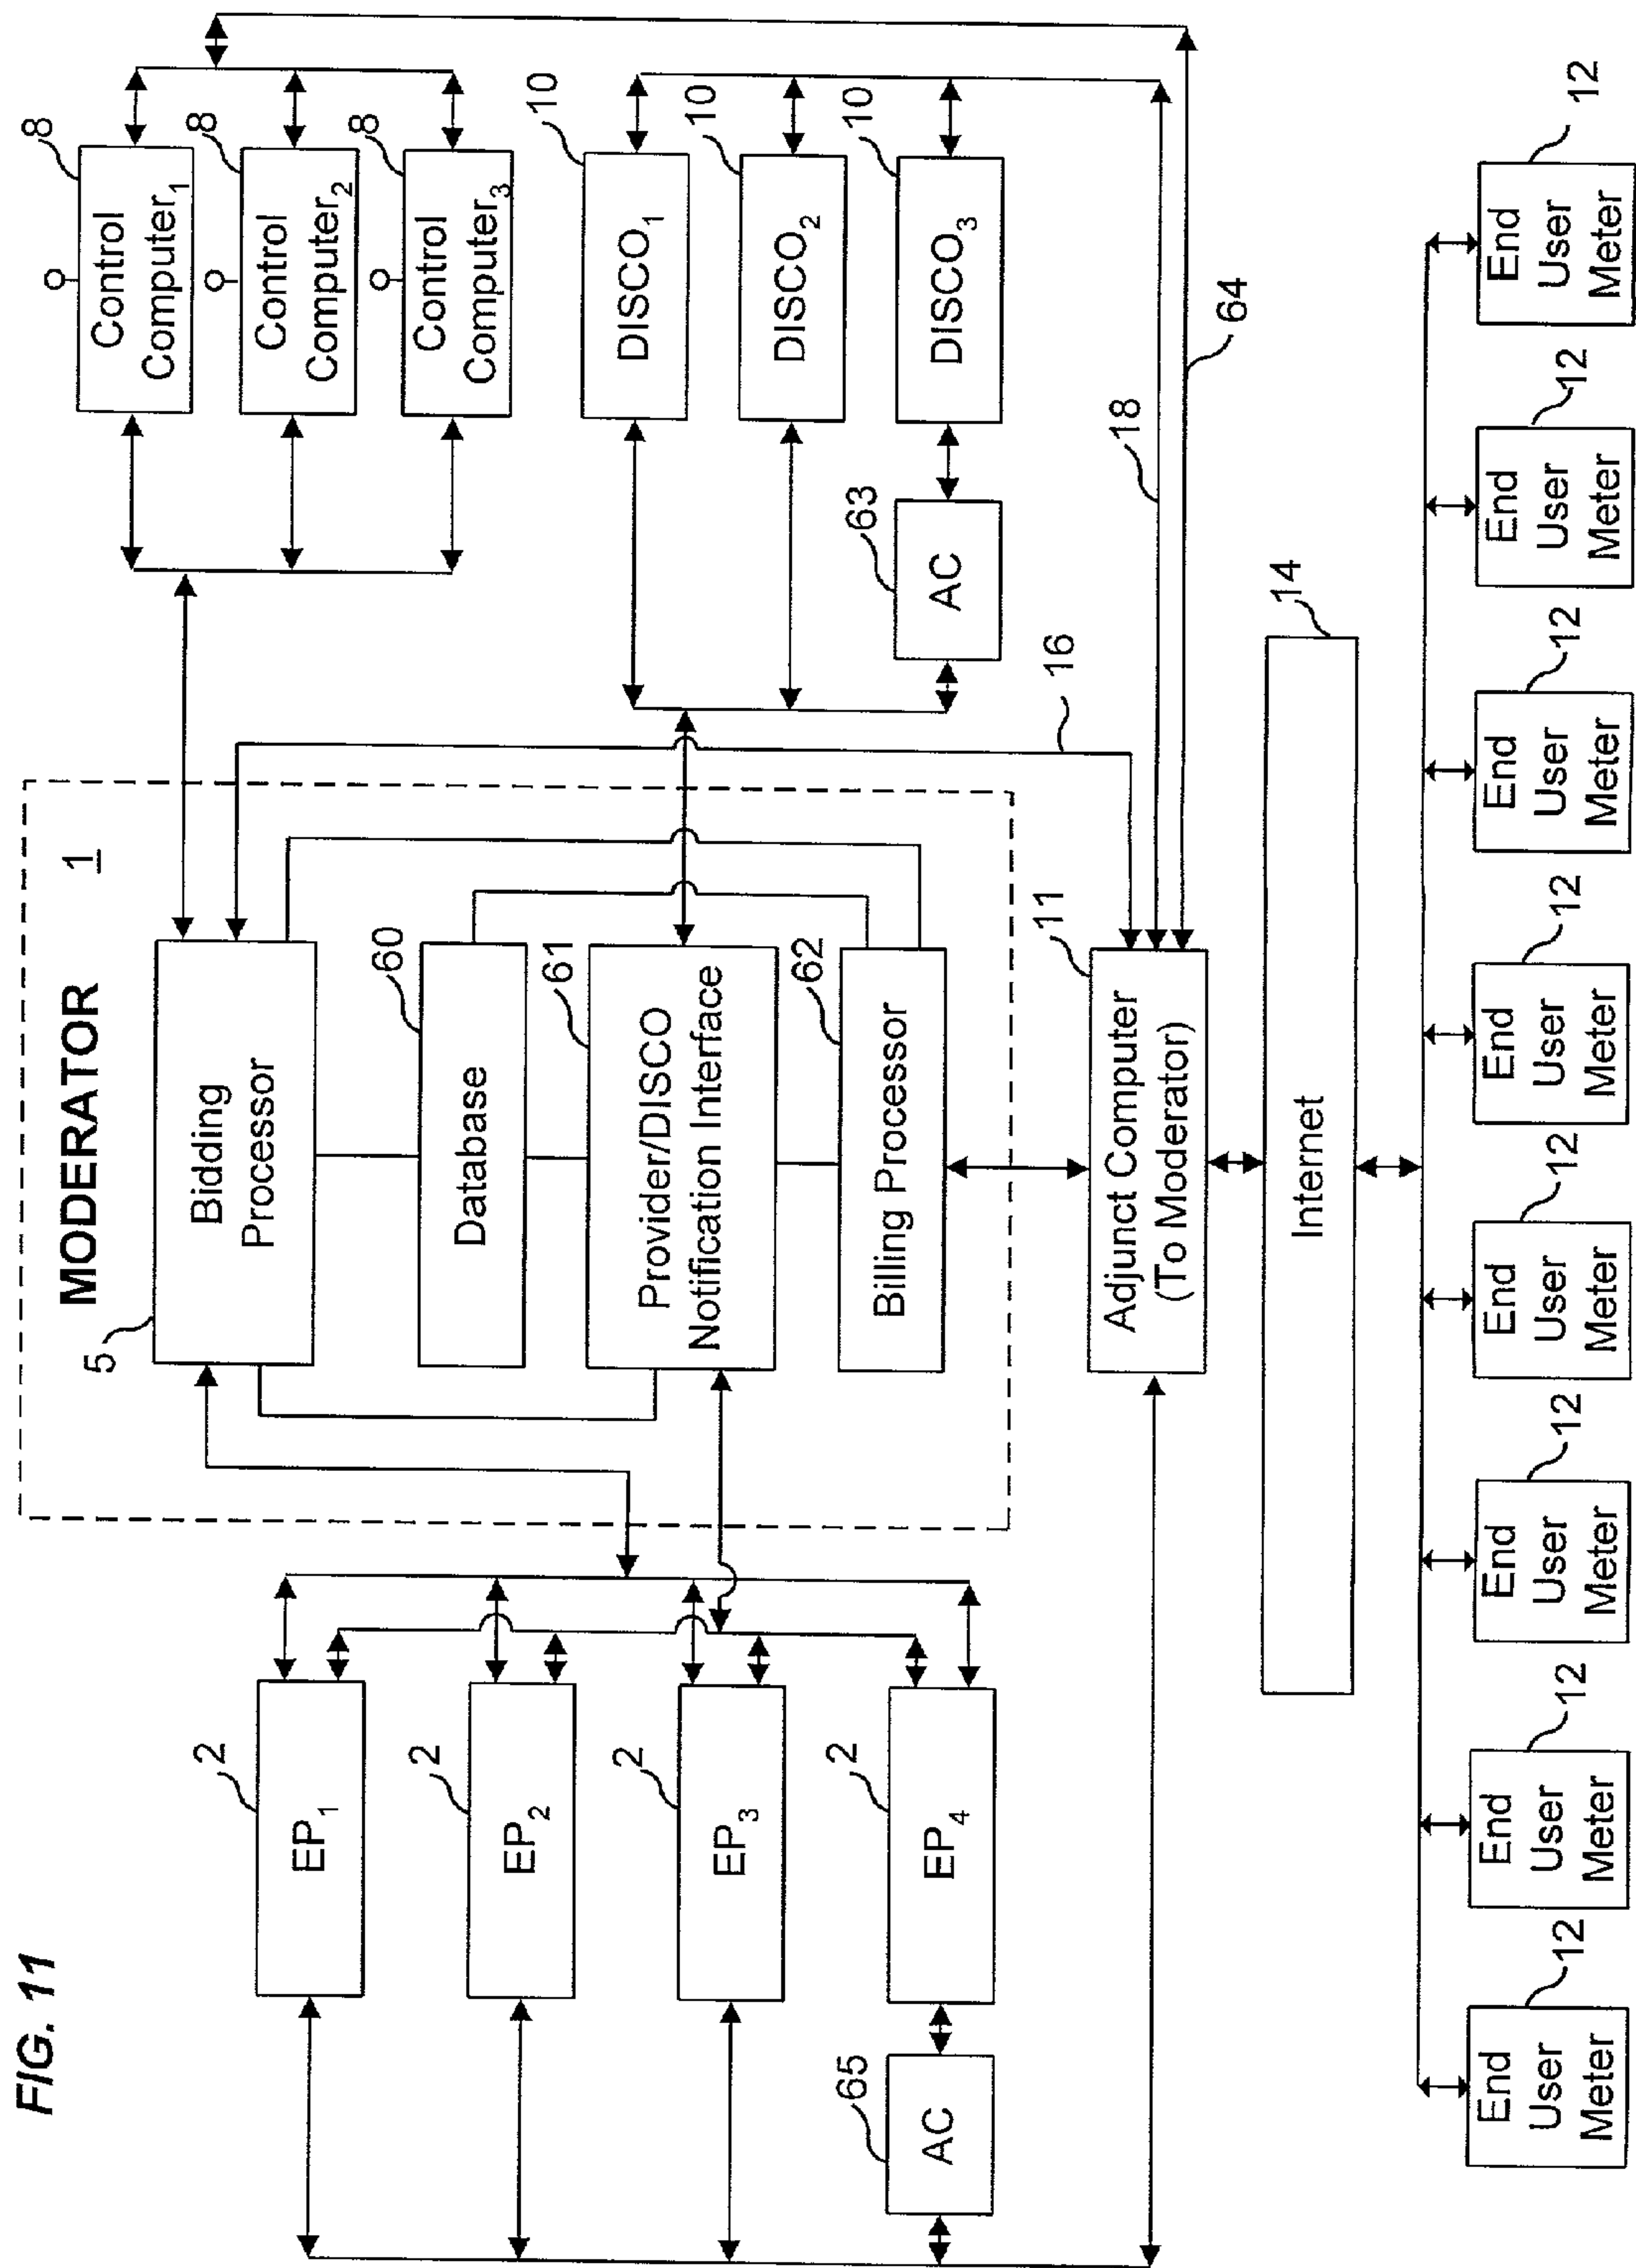 FIG. 11
MODERATOR
1
5
Bidding
Processor
60
Database
61
Provider/DISCO
Notification Interface
62
Billing Processor
2
EP1
2
EP2
2
EP3
2
EP4
65
AC
8
Control
Computer1
8
Control
Computer2
8
Control
Computer3
10
DISCO1
10
DISCO2
10
DISCO3
63
AC
16
18
64
11
Adjunct Computer
(To Moderator)
14
Internet
12
End
User
Meter
12
End
User
Meter
12
End
User
Meter
12
End
User
Meter
12
End
User
Meter
12
End
User
Meter
12
End
User
Meter
12
End
User
Meter